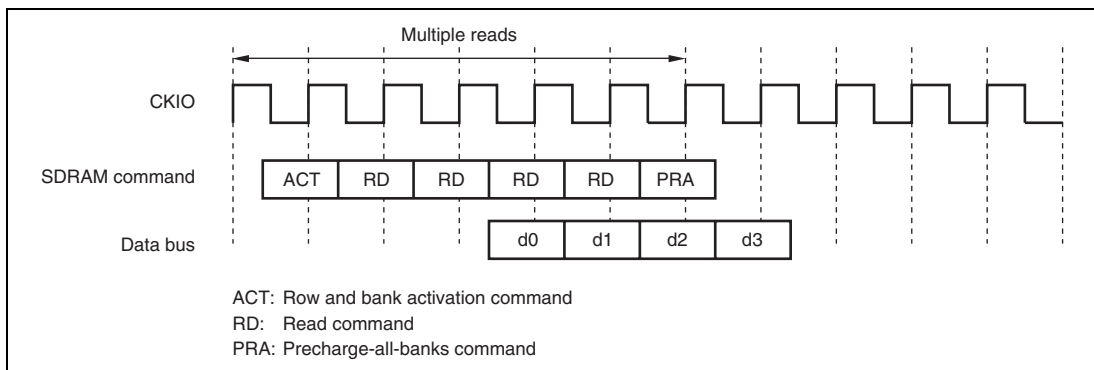 Multiple reads
CKIO
SDRAM command
ACT RD RD RD RD PRA
Data bus
d0 d1 d2 d3
ACT: Row and bank activation command
RD: Read command
PRA: Precharge-all-banks command